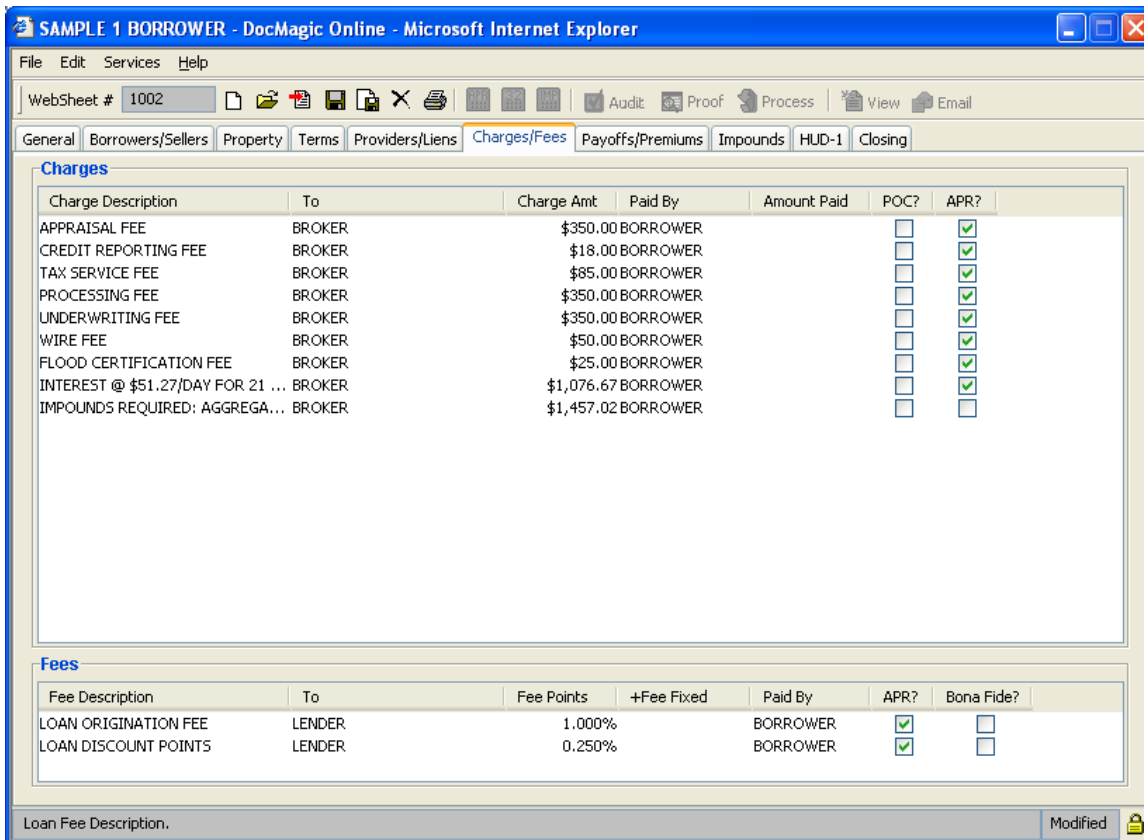 SAMPLE 1 BORROWER - DocMagic Online - Microsoft Internet Explorer
File Edit Services Help
WebSheet # 1002 Audit Proof Process View Email
General Borrowers/Sellers Property Terms Providers/Liens Charges/Fees Payoffs/Premiums Impounds HUD-1 Closing
Charges
Charge Description To Charge Amt Paid By Amount Paid POC? APR?
APPRAISAL FEE BROKER $350.00 BORROWER
CREDIT REPORTING FEE BROKER $18.00 BORROWER
TAX SERVICE FEE BROKER $85.00 BORROWER
PROCESSING FEE BROKER $350.00 BORROWER
UNDERWRITING FEE BROKER $350.00 BORROWER
WIRE FEE BROKER $50.00 BORROWER
FLOOD CERTIFICATION FEE BROKER $25.00 BORROWER
INTEREST @ $51.27/DAY FOR 21 ... BROKER $1,076.67 BORROWER
IMPOUNDS REQUIRED: AGGREGA... BROKER $1,457.02 BORROWER
Fees
Fee Description To Fee Points +Fee Fixed Paid By APR? Bona Fide?
LOAN ORIGINATION FEE LENDER 1.000% BORROWER
LOAN DISCOUNT POINTS LENDER 0.250% BORROWER
Loan Fee Description. Modified